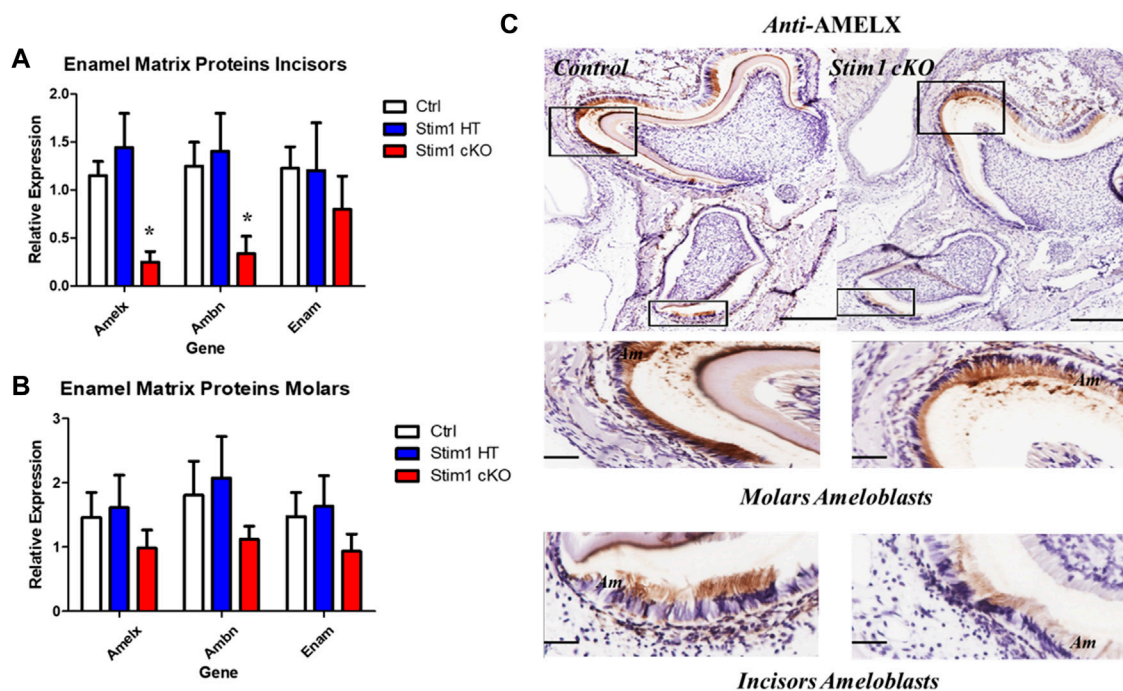 A
Enamel Matrix Proteins Incisors
2.0
1.5
1.0
0.5
0.0
Relative Expression
Ctrl
Stim1 HT
Stim1 cKO
*
*
Amelx
Ambn
Enam
Gene
B
Enamel Matrix Proteins Molars
3
2
1
0
Relative Expression
Ctrl
Stim1 HT
Stim1 cKO
Amelx
Ambn
Enam
Gene
C
Anti-AMELX
Control
Stim1 cKO
Am
Am
Molars Ameloblasts
Am
Am
Incisors Ameloblasts